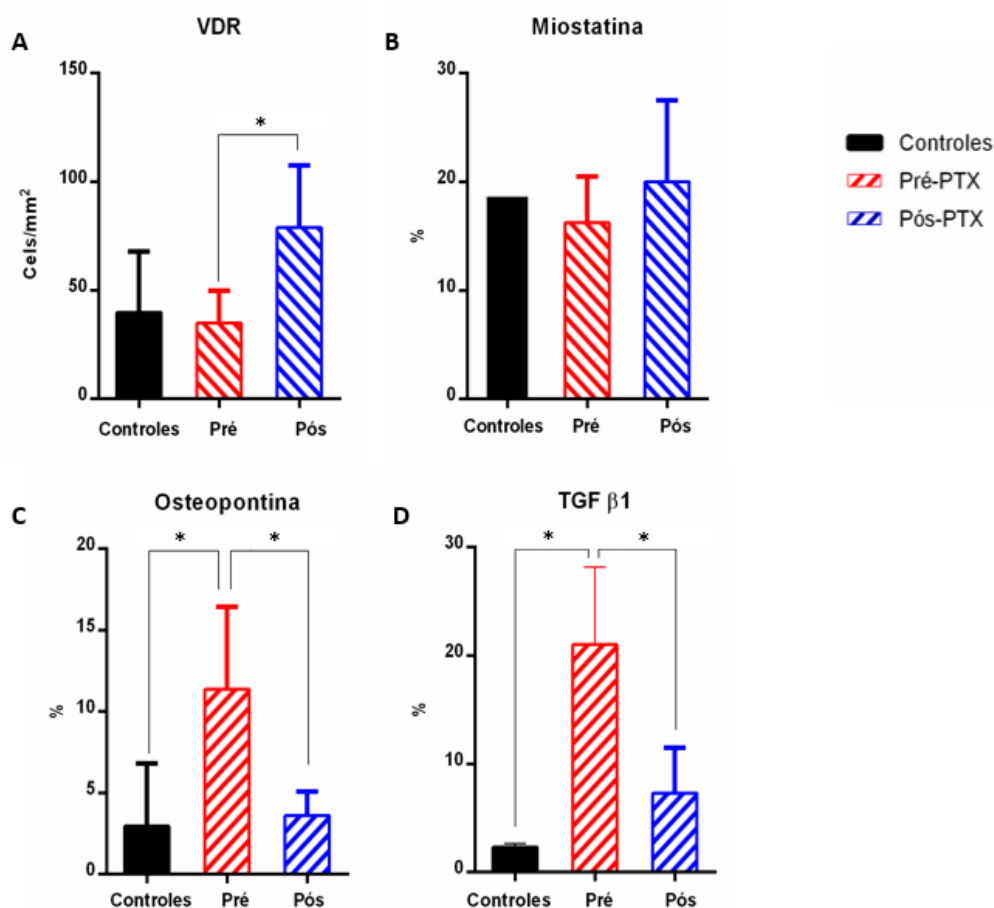 A
VDR
150
100
50
0
Cels/mm²
*
Controles
Pré
Pós
B
Miostatina
30
20
10
0
%
Controles
Pré
Pós
Controles
Pré-PTX
Pós-PTX
C
Osteopontina
20
15
10
5
0
%
*
*
Controles
Pré
Pós
D
TGF β1
30
20
10
0
%
*
*
Controles
Pré
Pós